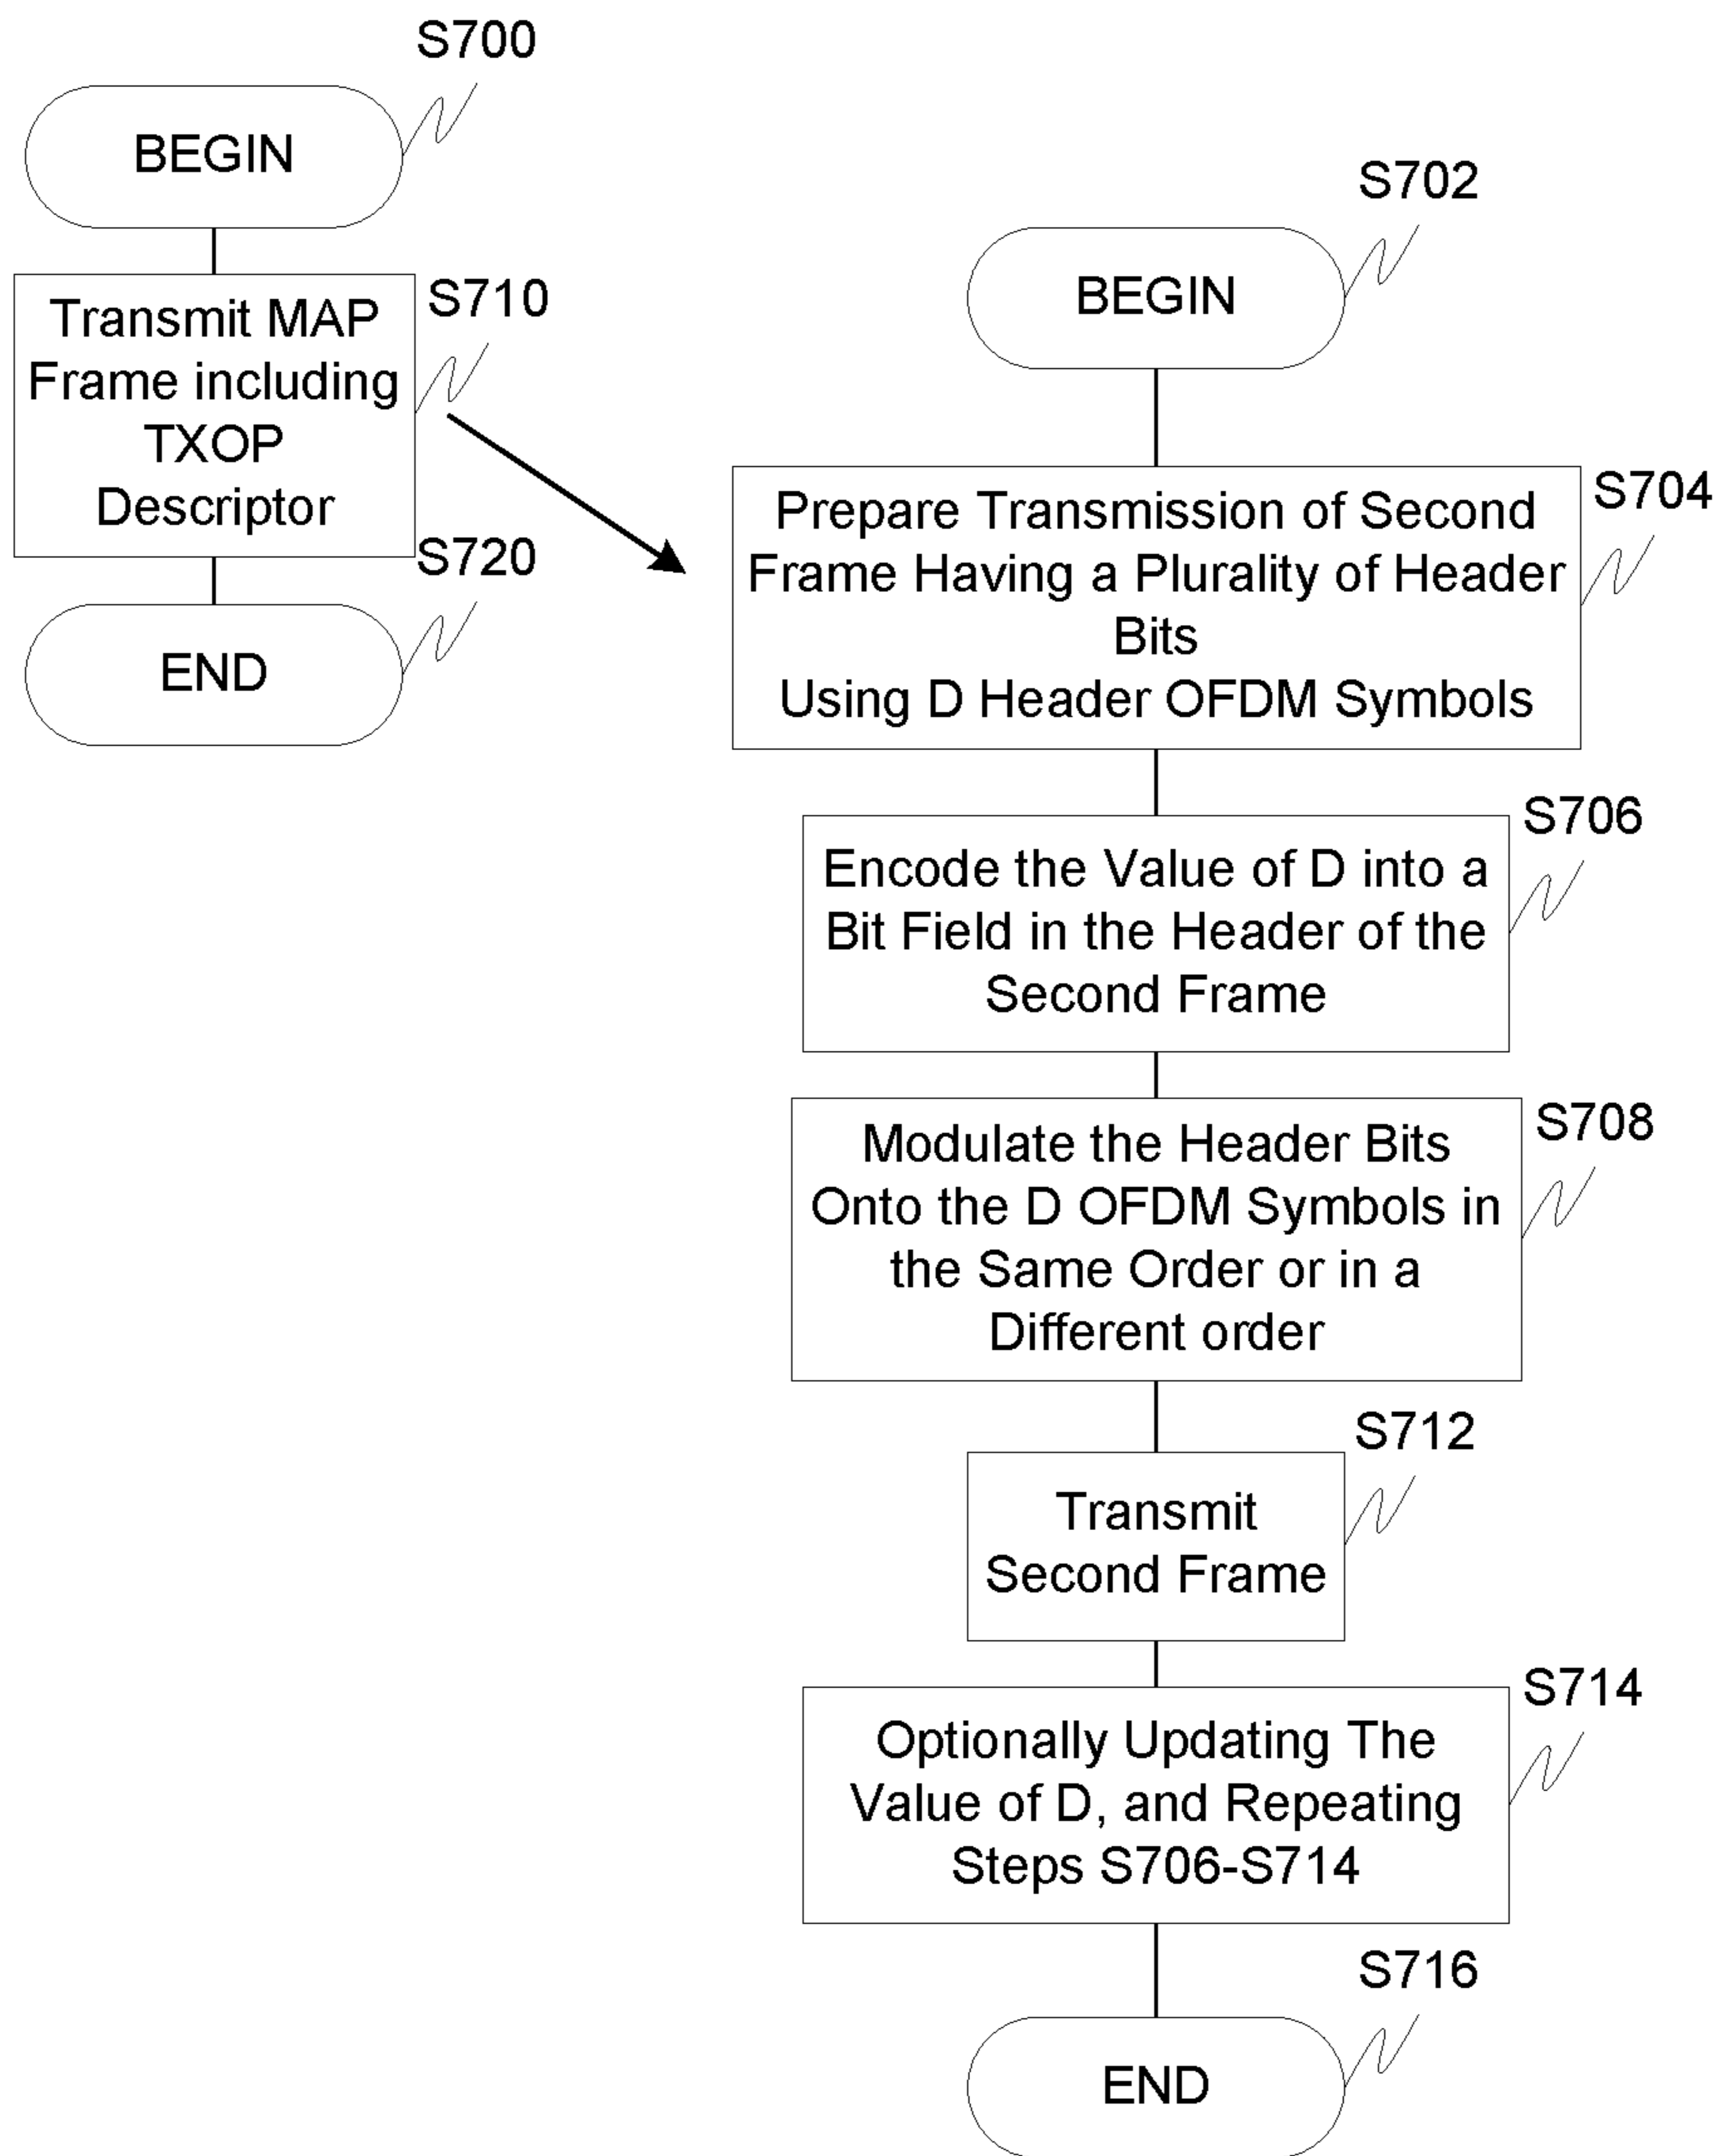 S700
BEGIN
S710
Transmit MAP
Frame including
TXOP
Descriptor
S720
END
S702
BEGIN
S704
Prepare Transmission of Second
Frame Having a Plurality of Header
Bits
Using D Header OFDM Symbols
S706
Encode the Value of D into a
Bit Field in the Header of the
Second Frame
S708
Modulate the Header Bits
Onto the D OFDM Symbols in
the Same Order or in a
Different order
S712
Transmit
Second Frame
S714
Optionally Updating The
Value of D, and Repeating
Steps S706-S714
S716
END